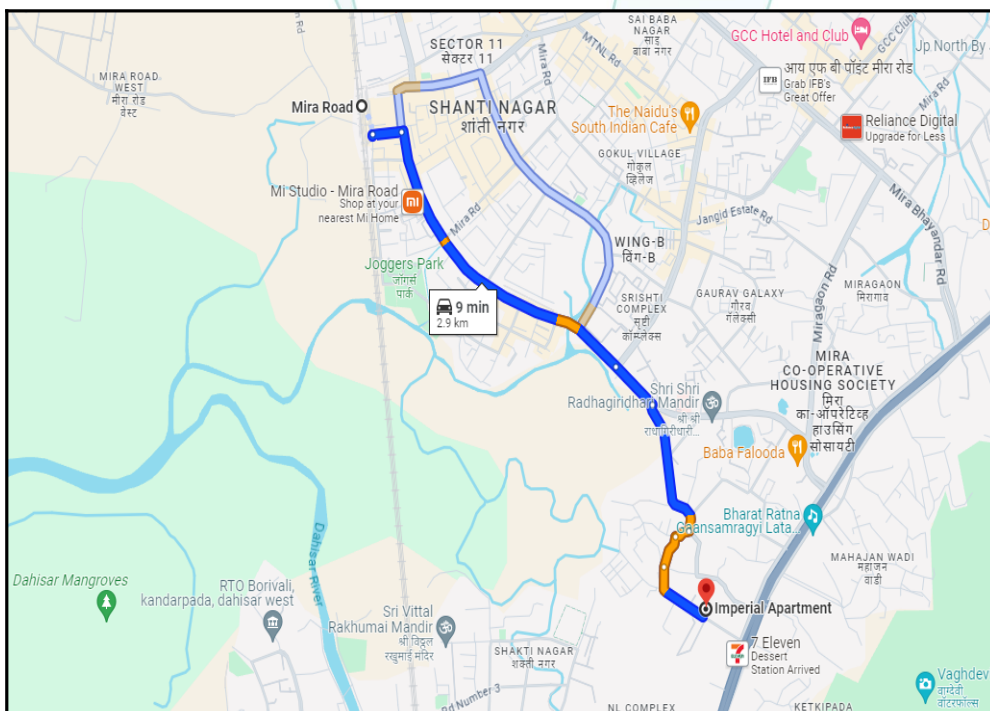 SECTOR 11
सेक्टर 11
SAI BABA
NAGAR
साई
बाबा नगर
MTNL Rd
GCC Hotel and Club
GCC Club
Jp North By
MIRA ROAD
WEST
मीरा रोड
वेस्ट
Mira Road
SHANTI NAGAR
शांती नगर
Mira Rd
The Naidu's
South Indian Cafe
IFB
आय एफ बी पॉइंट मीरा रोड
Grab IFB's
Great Offer
Mira Rd
Reliance Digital
Upgrade for Less
GOKUL VILLAGE
गोकुल
व्हिलेज
Mi Studio - Mira Road
Shop at your
nearest Mi Home
mi
Mira Rd
Jangid Estate Rd
Mira Bhayandar Rd
WING-B
विंग-B
Joggers Park
जॉगर्स
पार्क
9 min
2.9 km
SRISHTI
COMPLEX
सृष्टी
कॉम्प्लेक्स
GAURAV GALAXY
गौरव
गॅलेक्सी
Miragaon Rd
MIRAGAON
मिरागाव
MIRA
CO-OPERATIVE
HOUSING SOCIETY
मिरा
का-ऑपरेटिव्ह
हाउसिंग
सोसायटी
Shri Shri
Radhagiridhari Mandir
श्री श्री
राधागिरीधारी...
Baba Falooda
Bharat Ratna
Gaansamragyi Lata...
MAHAJAN WADI
महाजन
वाडी
Dahisar River
Dahisar Mangroves
RTO Borivali,
kandarpada, dahisar west
Sri Vittal
Rakhumai Mandir
श्री विठ्ठल
रखुमाई मंदिर
Imperial Apartment
7 Eleven
Dessert
Station Arrived
SHAKTI NAGAR
शक्ती नगर
Rd Number 3
NL COMPLEX
KETKIPADA
Vaghdev
वाग्देवी
वॉटरफॉल्स